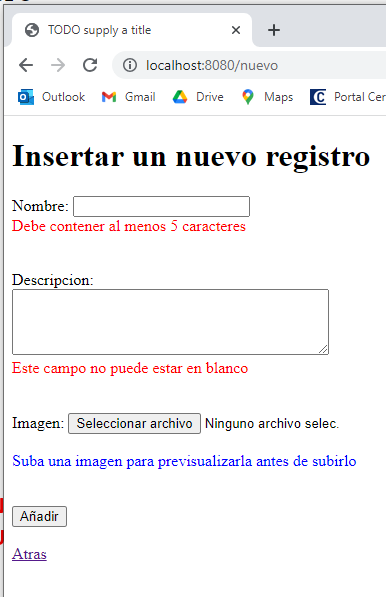 TODO supply a title
localhost:8080/nuevo
Outlook Gmail Drive Maps Portal Cer
Insertar un nuevo registro
Nombre:
Debe contener al menos 5 caracteres
Descripcion:
Este campo no puede estar en blanco
Imagen: Seleccionar archivo Ninguno archivo selec.
Suba una imagen para previsualizarla antes de subirlo
Añadir
Atras